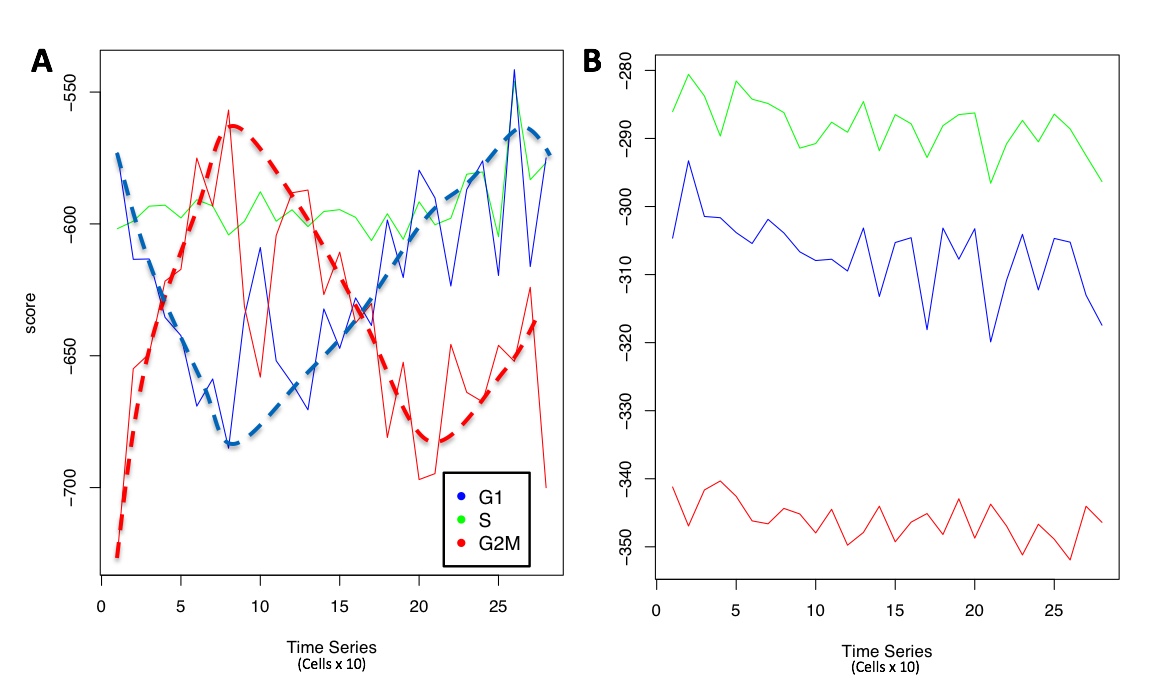 A
B
score
−550
−600
−650
−700
0 5 10 15 20 25
Time Series
(Cells x 10)
G1
S
G2M
−280
−290
−300
−310
−320
−330
−340
−350
0 5 10 15 20 25
Time Series
(Cells x 10)